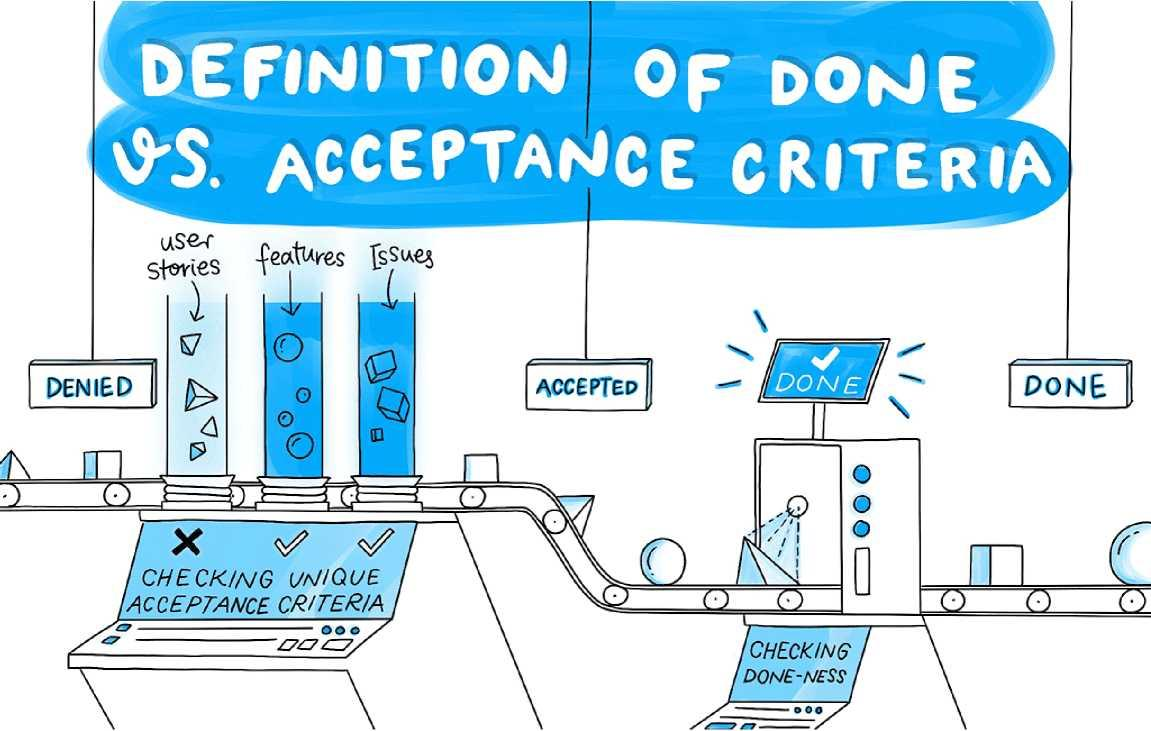 DEFINITION OF DONE
VS. ACCEPTANCE CRITERIA
user
stories
features
Issues
DENIED
ACCEPTED
DONE
DONE
CHECKING UNIQUE
ACCEPTANCE CRITERIA
CHECKING
DONE-NESS